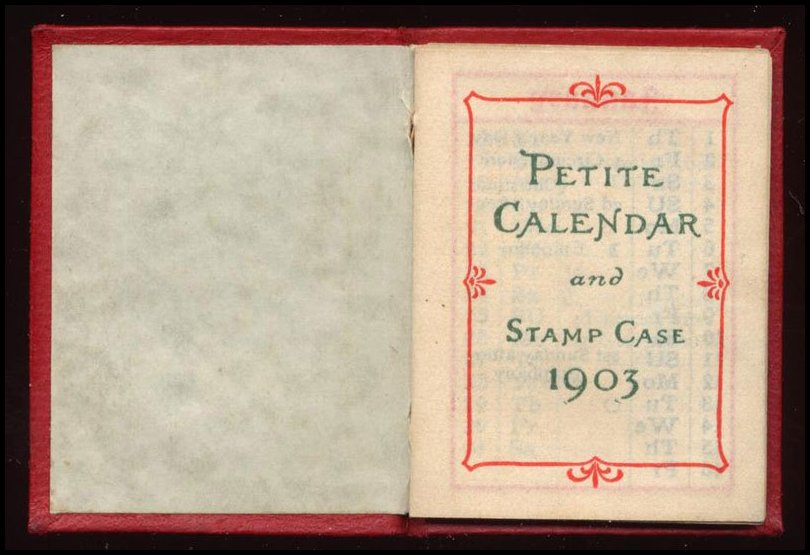 PETITE
CALENDAR
and
STAMP CASE
1903